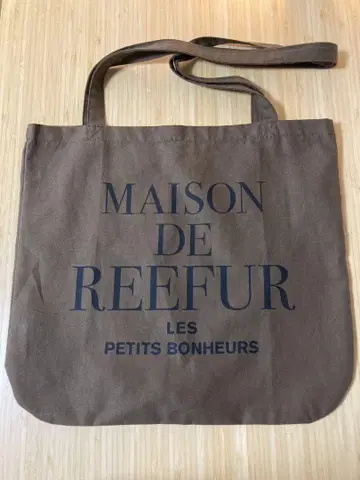 MAISON
DE
REEFUR
LES
PETITS BONHEURS